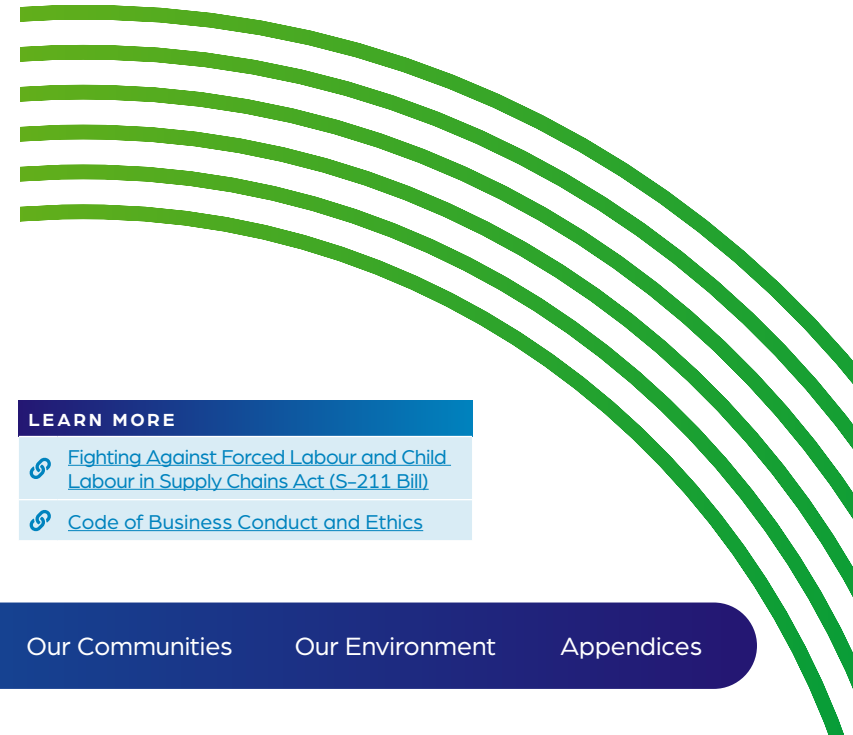 LEARN MORE
Fighting Against Forced Labour and Child
Labour in Supply Chains Act (S-211 Bill)
Code of Business Conduct and Ethics
Our Communities Our Environment Appendices